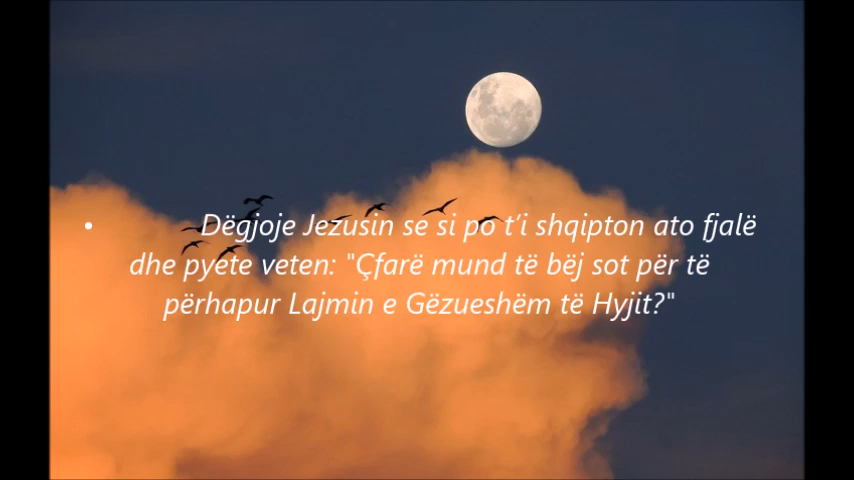 • Dëgjoje Jezusin se si po t'i shqipton ato fjalë
dhe pyete veten: "Çfarë mund të bëj sot për të
përhapur Lajmin e Gëzueshëm të Hyjit?"